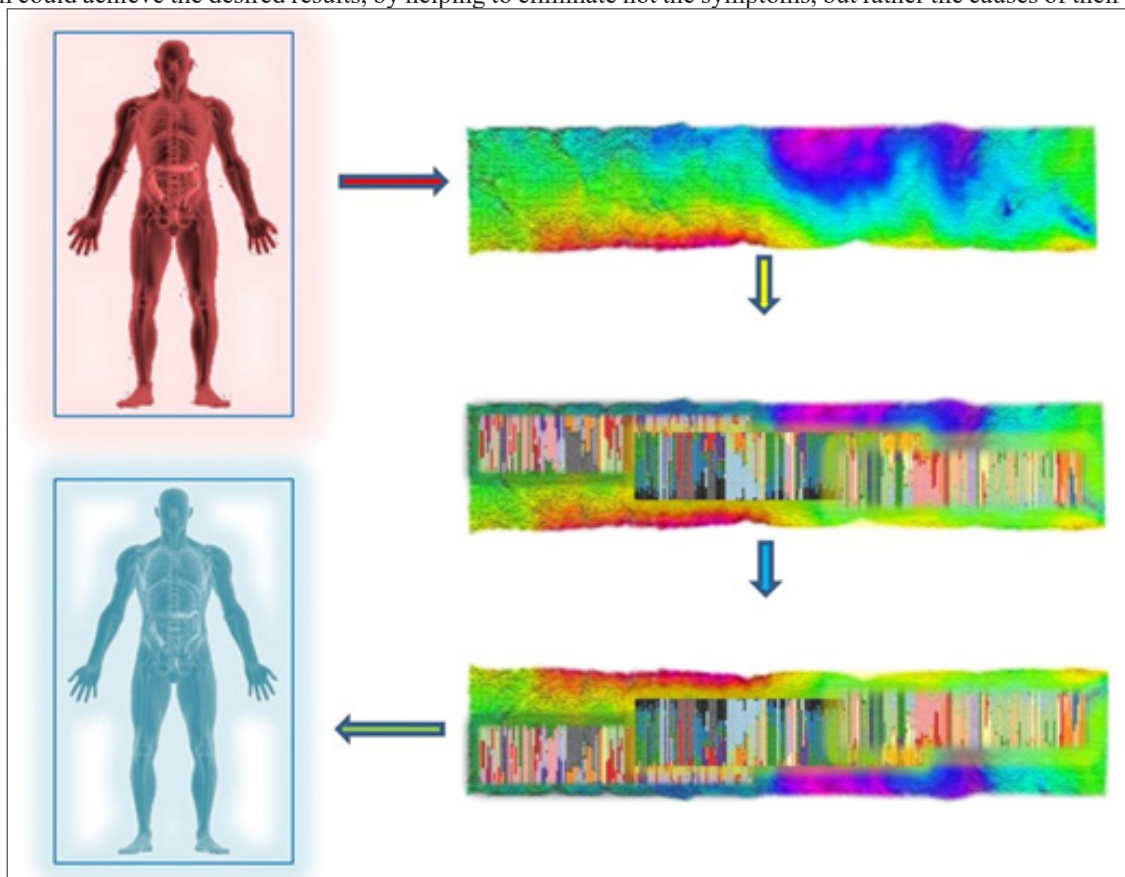 could achieve the desired results, by helping to eliminate not the symptoms, but rather the causes of their